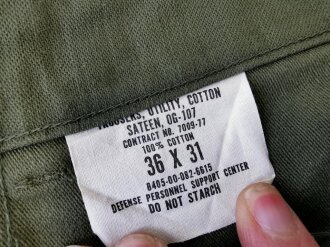 TROUSERS, UTILITY, COTTON
SATEEN, OG-107
CONTRACT NO. 7009-77
100% COTTON
36 X 31
8405-00-082-6615
DEFENSE PERSONNEL SUPPORT CENTER
DO NOT STARCH